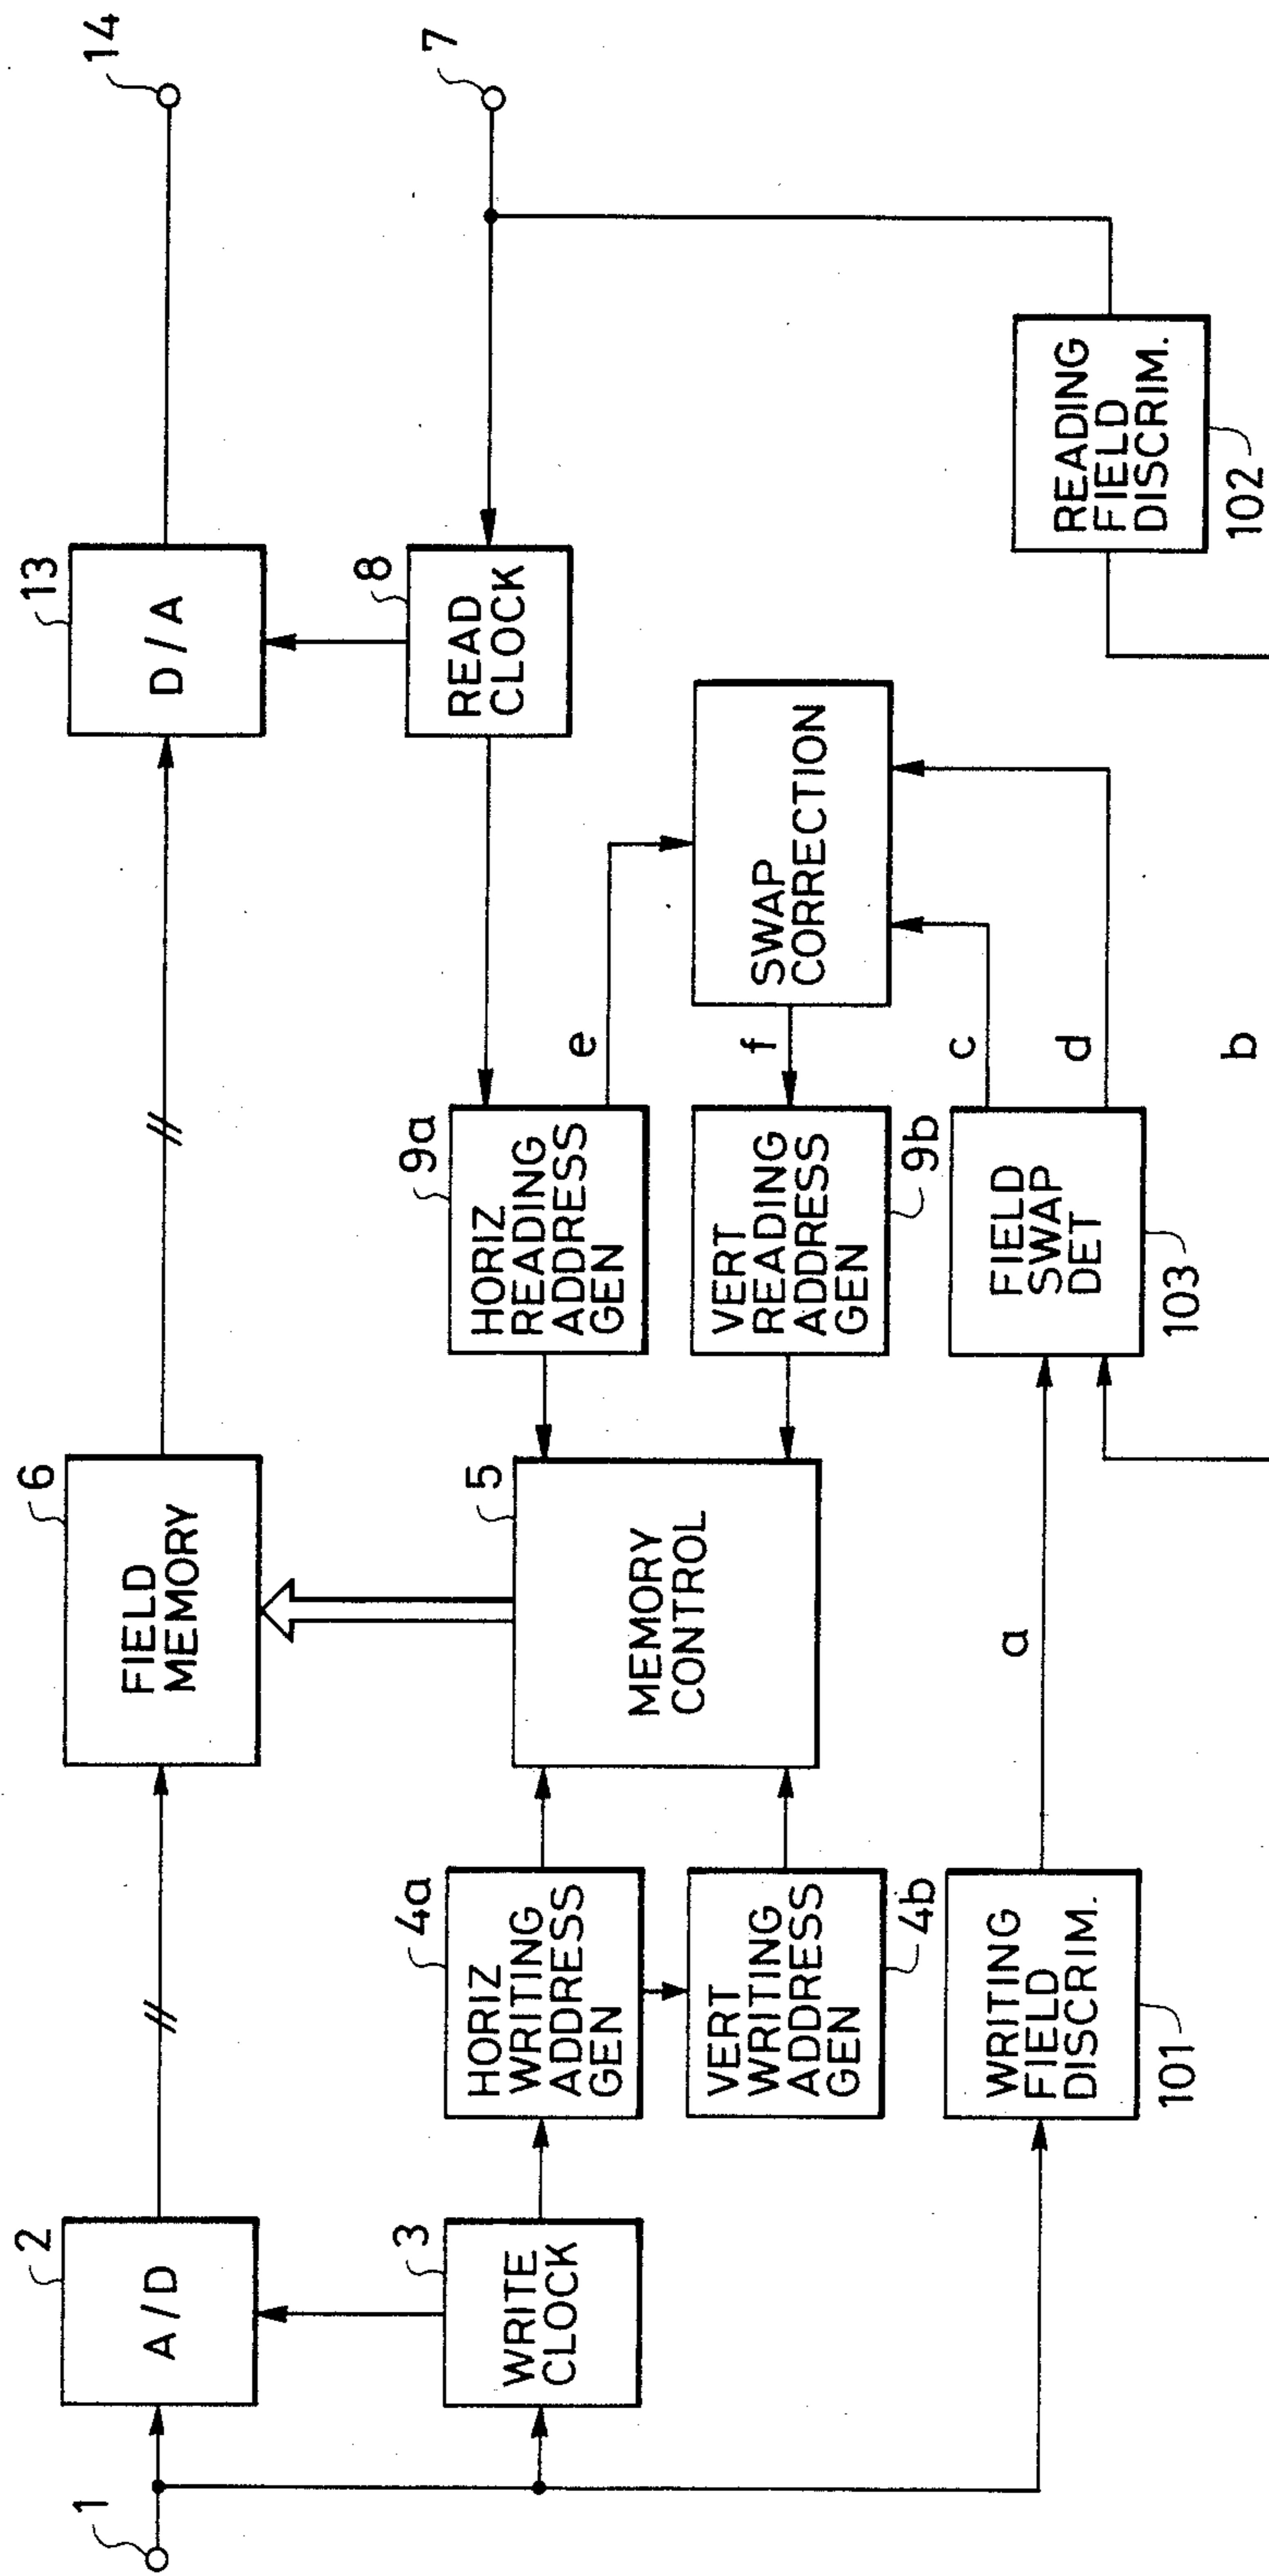 1
2
A / D
6
FIELD
MEMORY
13
D / A
14
3
WRITE
CLOCK
4a
HORIZ
WRITING
ADDRESS
GEN
5
MEMORY
CONTROL
9a
HORIZ
READING
ADDRESS
GEN
8
READ
CLOCK
7
e
VERT
WRITING
ADDRESS
GEN
4b
VERT
READING
ADDRESS
GEN
9b
f
SWAP
CORRECTION
WRITING
FIELD
DISCRIM.
101
a
FIELD
SWAP
DET
103
c
d
b
READING
FIELD
DISCRIM.
102